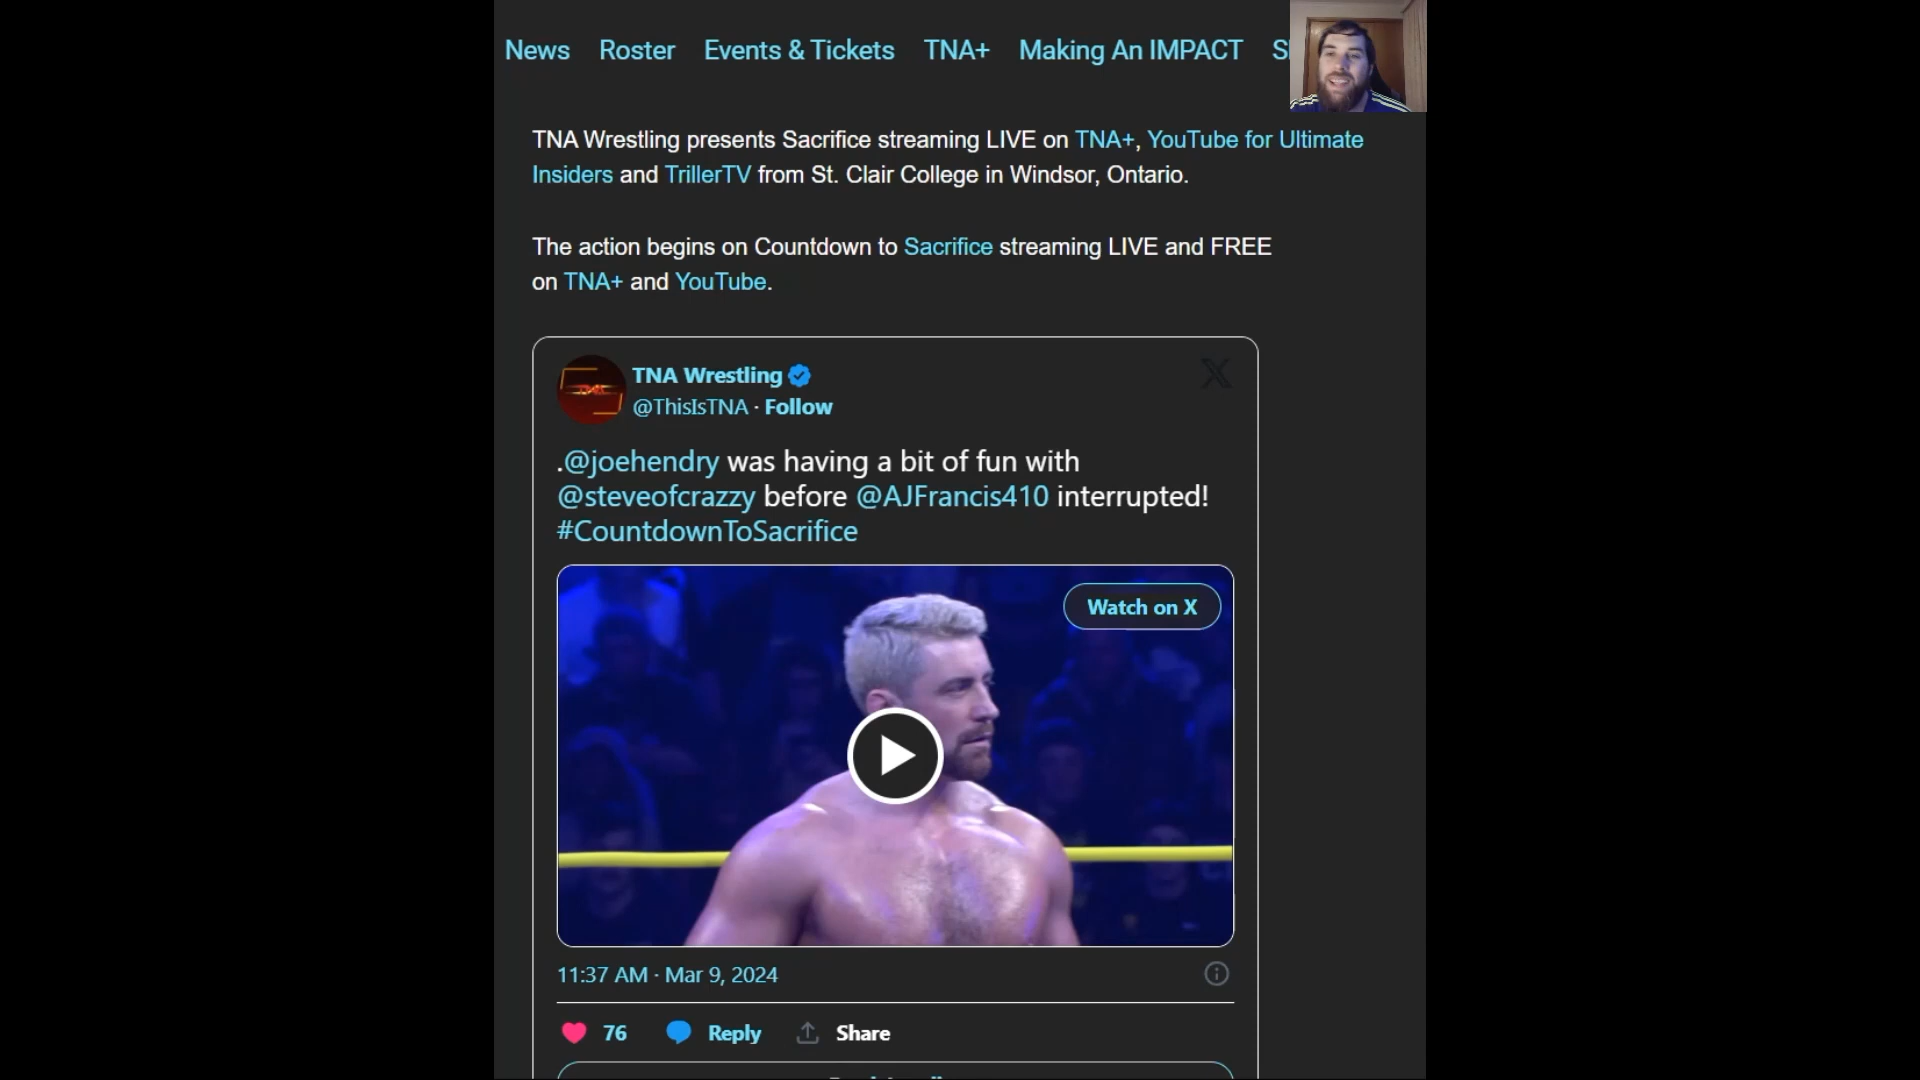 News Roster Events & Tickets TNA+ Making An IMPACT
TNA Wrestling presents Sacrifice streaming LIVE on TNA+, YouTube for Ultimate
Insiders and TrillerTV from St. Clair College in Windsor, Ontario.
The action begins on Countdown to Sacrifice streaming LIVE and FREE
on TNA+ and YouTube.
TNA Wrestling
@ThisIsTNA · Follow
.@joehendry was having a bit of fun with
@steveofcrazzy before @AJFrancis410 interrupted!
#CountdownToSacrifice
Watch on X
11:37 AM · Mar 9, 2024
76 Reply Share